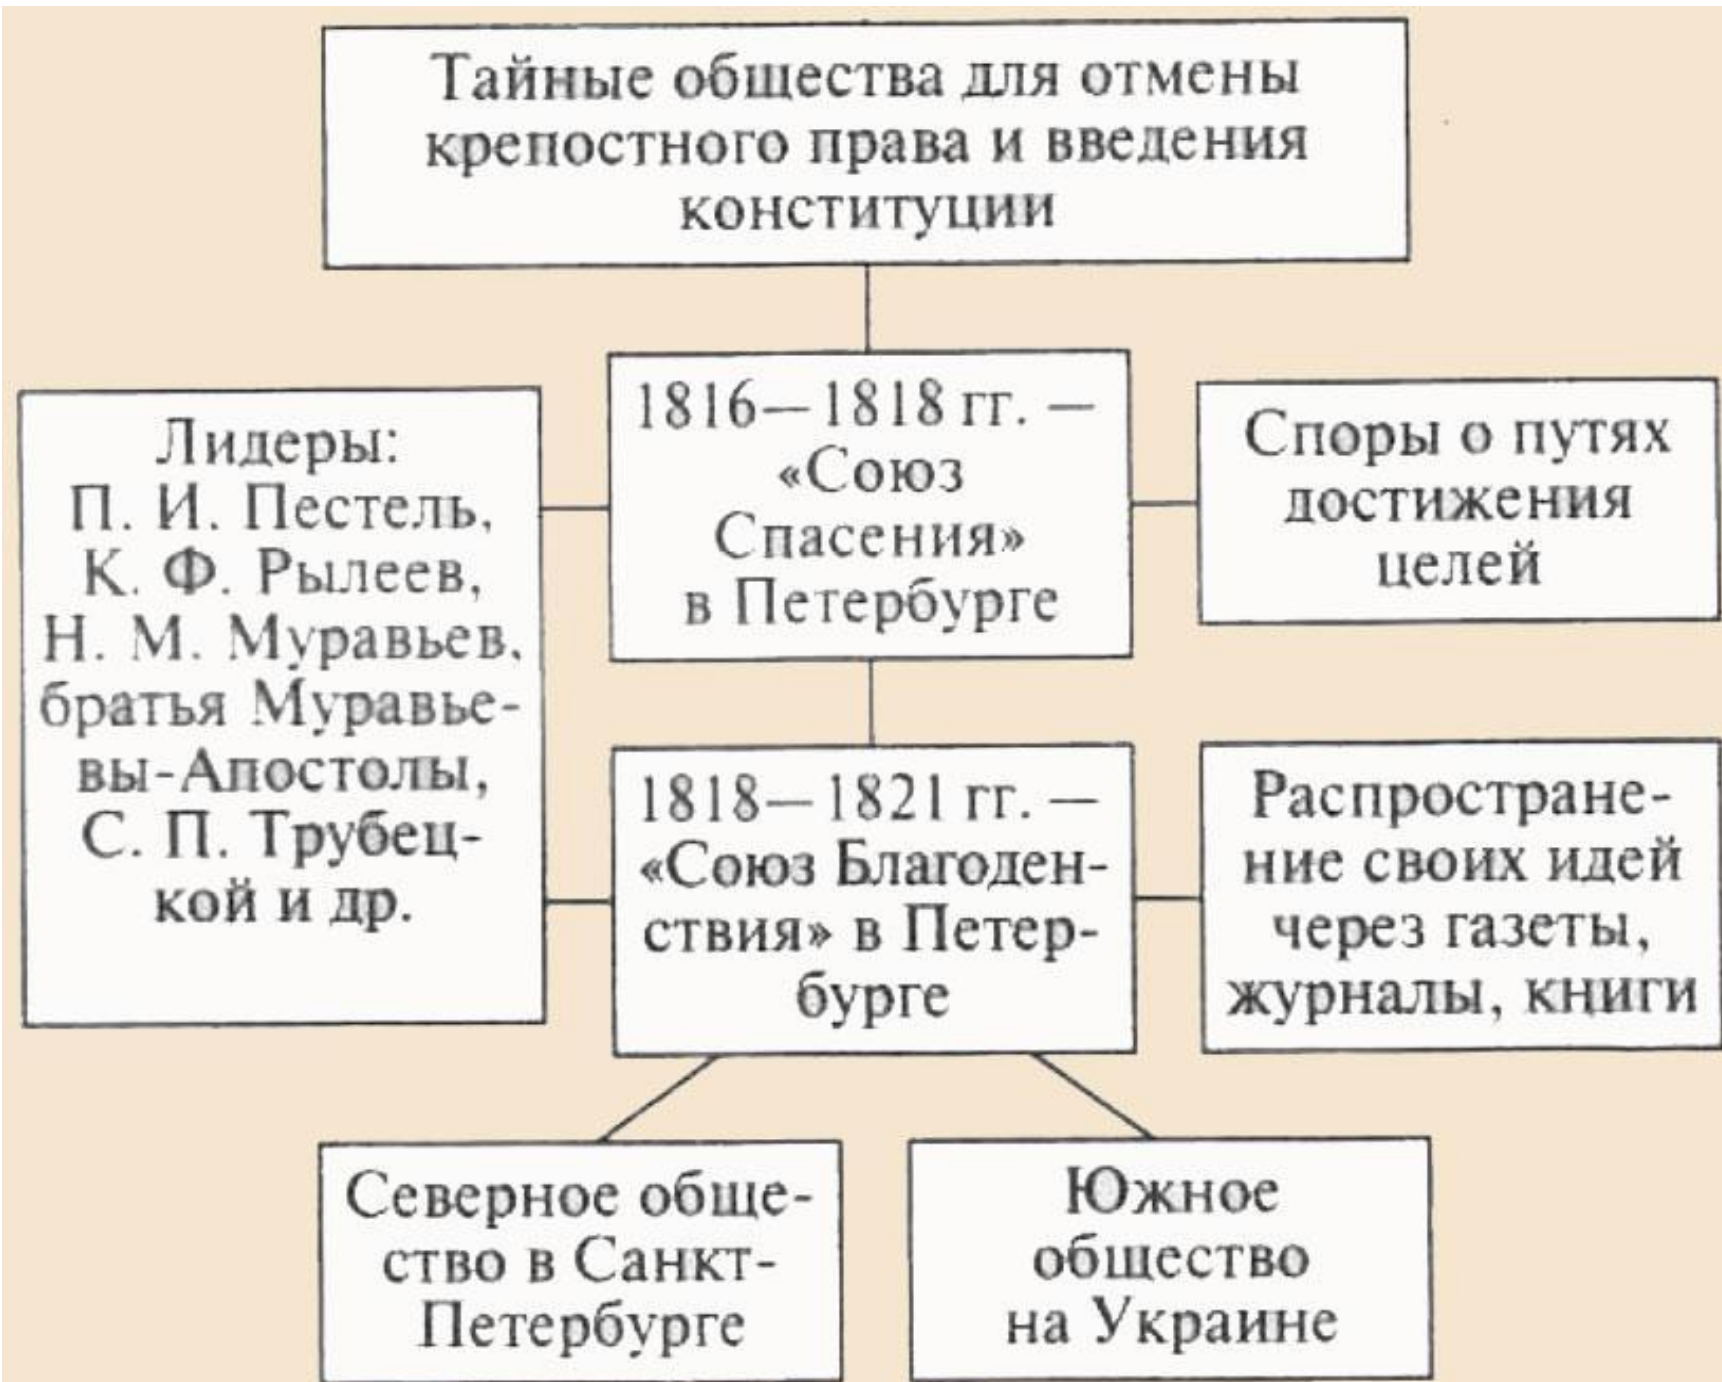 Тайные общества для отмены
крепостного права и введения
конституции
Лидеры:
П. И. Пестель,
К. Ф. Рылеев,
Н. М. Муравьев,
братья Муравье-
вы-Апостолы,
С. П. Трубец-
кой и др.
1816—1818 гг. —
«Союз
Спасения»
в Петербурге
Споры о путях
достижения
целей
1818—1821 гг. —
«Союз Благоден-
ствия» в Петер-
бурге
Распростране-
ние своих идей
через газеты,
журналы, книги
Северное обще-
ство в Санкт-
Петербурге
Южное
общество
на Украине